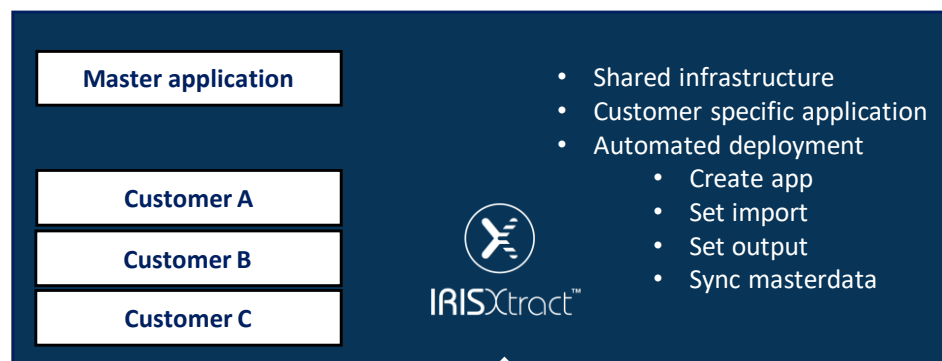 Master application
Customer A
Customer B
Customer C
IRISXtract™
• Shared infrastructure
• Customer specific application
• Automated deployment
• Create app
• Set import
• Set output
• Sync masterdata